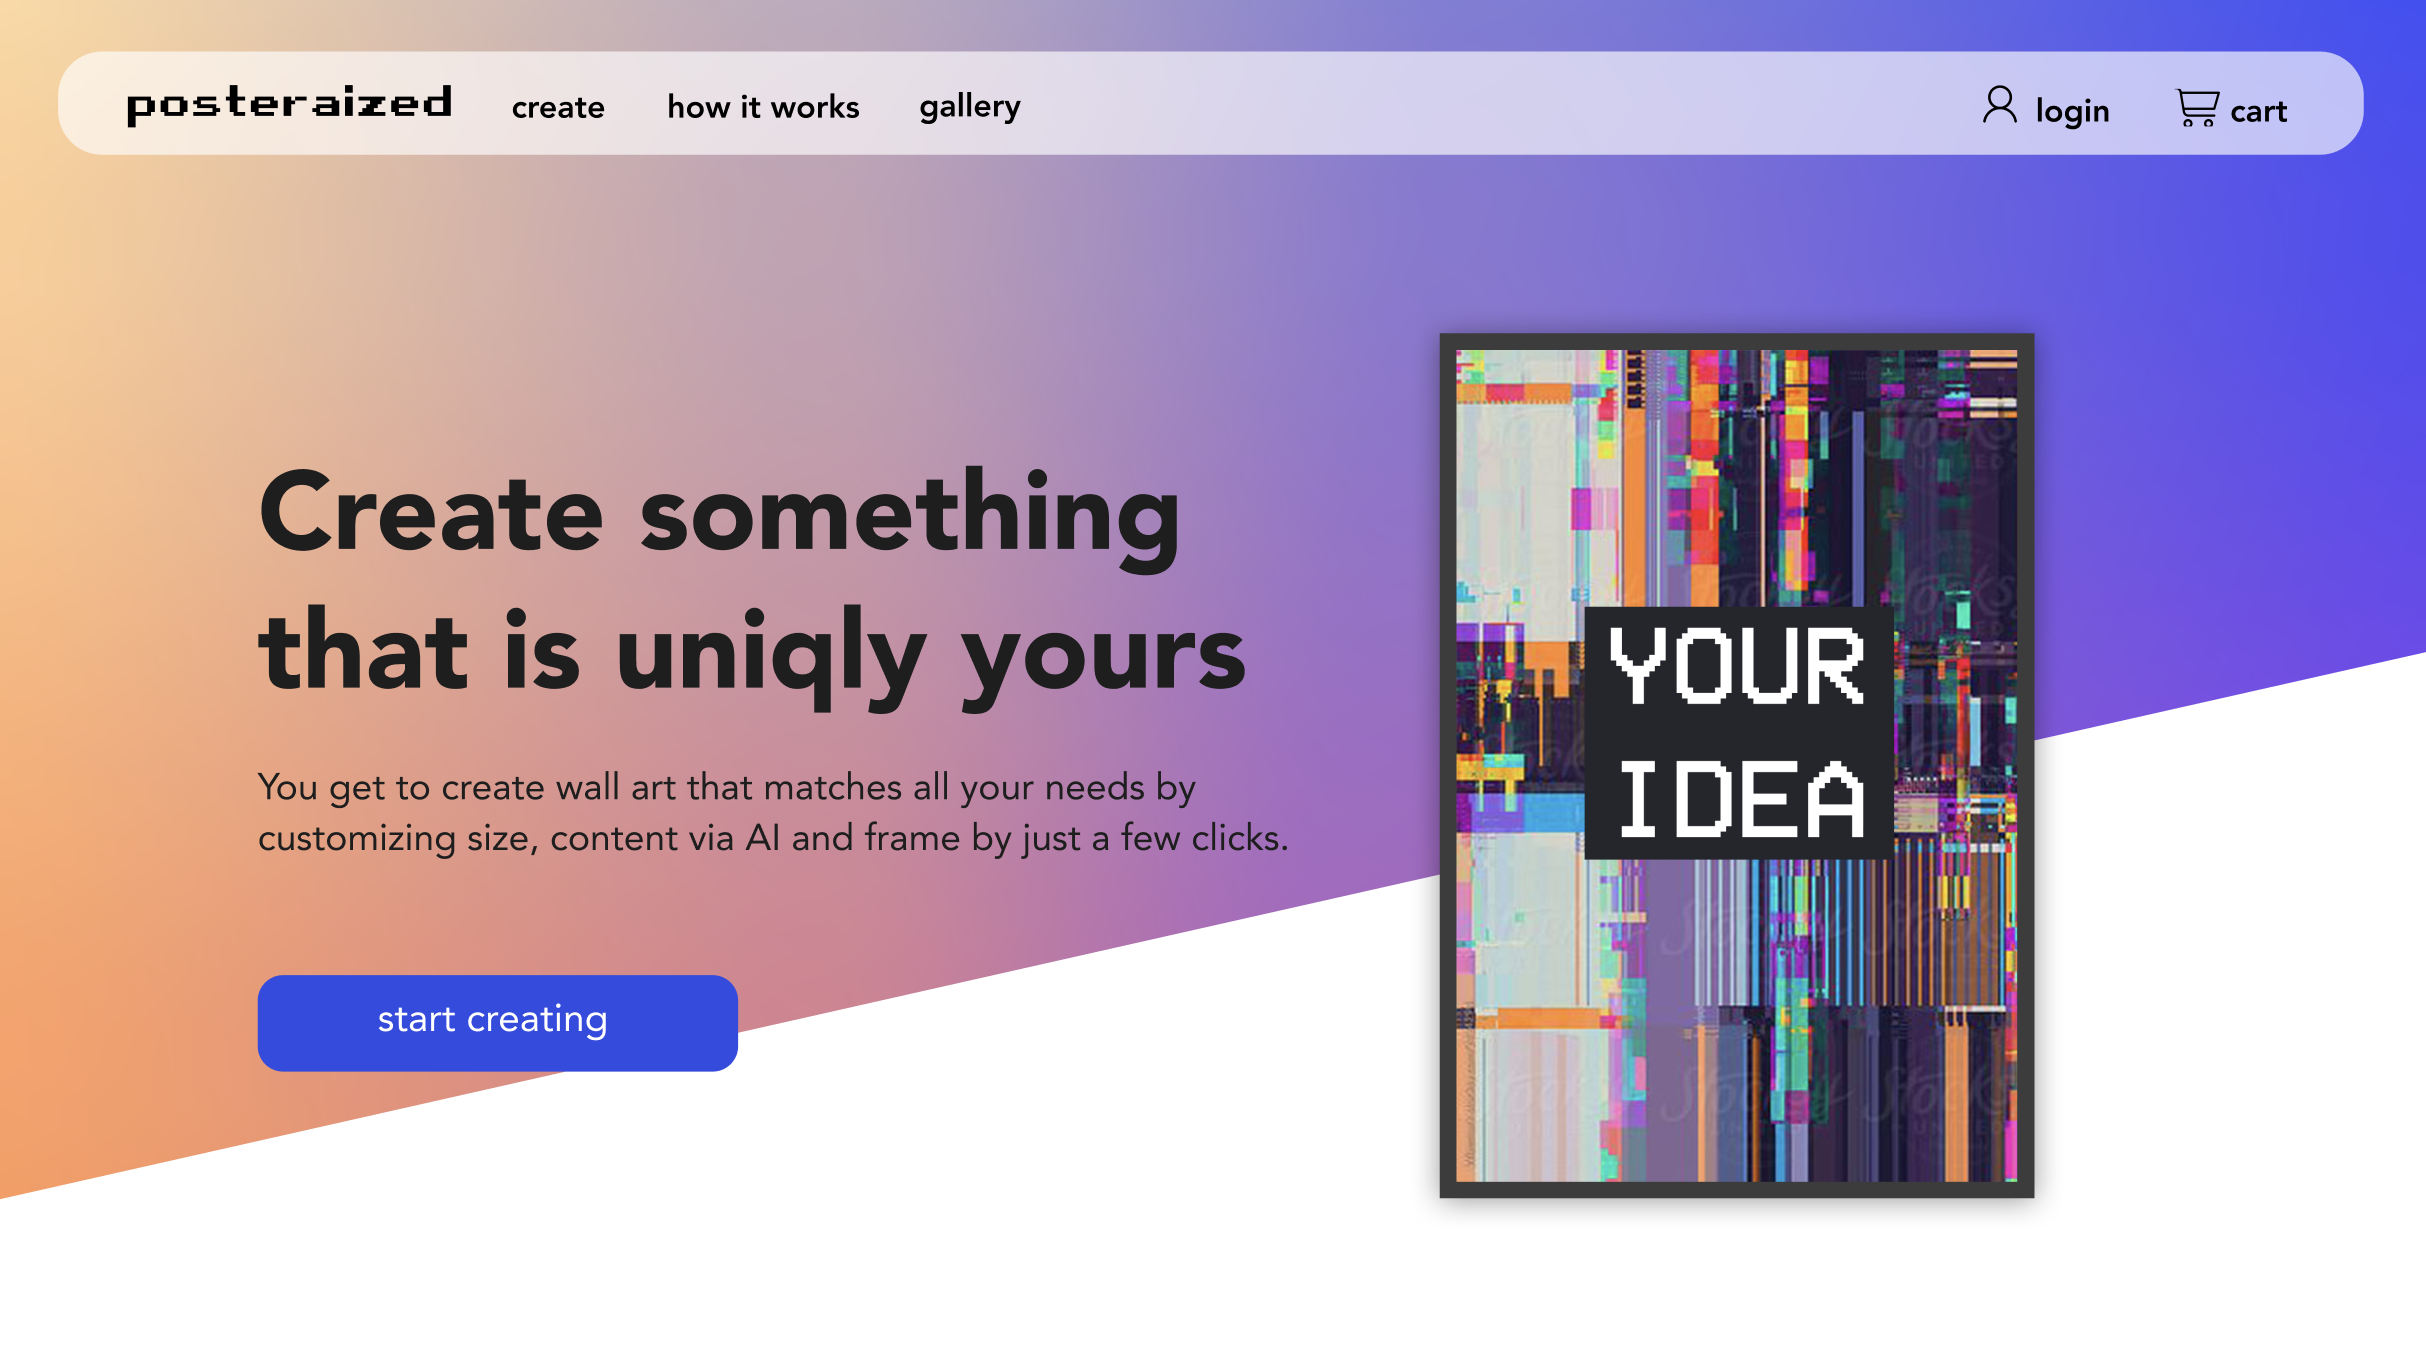 posteraized create how it works gallery login cart
Create something
that is uniqly yours
You get to create wall art that matches all your needs by
customizing size, content via AI and frame by just a few clicks.
start creating
YOUR
IDEA